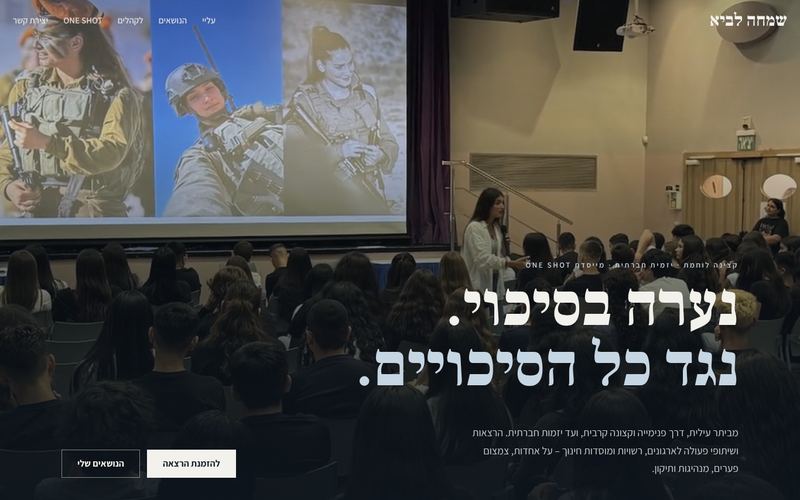 שמחה לביא
עליי
הנושאים
לקהלים
ONE SHOT
יצירת קשר
קצינה לוחמת · יזמית חברתית · מייסדת ONE SHOT
נערה בסיכוי.
נגד כל הסיכויים.
מביתר עילית, דרך פנימייה וקצונה קרבית, ועד יזמות חברתית. הרצאות
ושיתופי פעולה לארגונים, רשויות ומוסדות חינוך – על אחדות, צמצום
פערים, מנהיגות ותיקון.
להזמנת הרצאה
הנושאים שלי